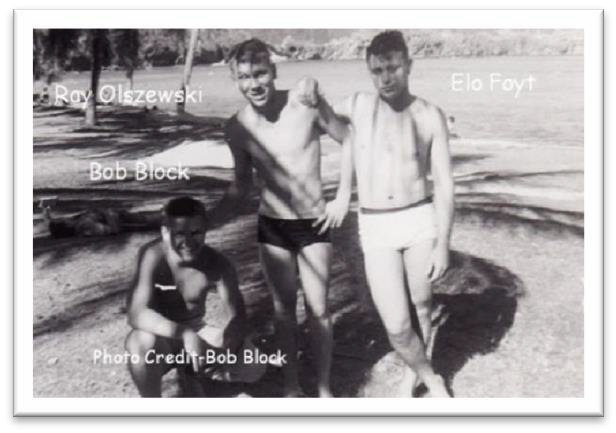 Ray Olszewski
Elo Foyt
Bob Block
Photo Credit-Bob Block